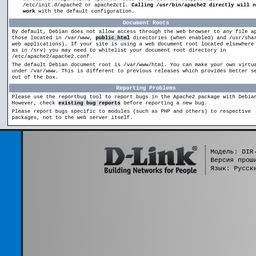 /etc/init.d/apache2 or apache2ctl. Calling /usr/bin/apache2 directly will n
work with the default configuration.
Document Roots
By default, Debian does not allow access through the web browser to any file ap
those located in /var/www, public_html directories (when enabled) and /usr/shar
web applications). If your site is using a web document root located elsewhere
as in /srv) you may need to whitelist your document root directory in
/etc/apache2/apache2.conf.
The default Debian document root is /var/www/html. You can make your own virtua
under /var/www. This is different to previous releases which provides better se
out of the box.
Reporting Problems
Please use the reportbug tool to report bugs in the Apache2 package with Debian
However, check existing bug reports before reporting a new bug.
Please report bugs specific to modules (such as PHP and others) to respective
packages, not to the web server itself.
D-Link
Building Networks for People
Модель: DIR-
Версия проши
Язык: Русски